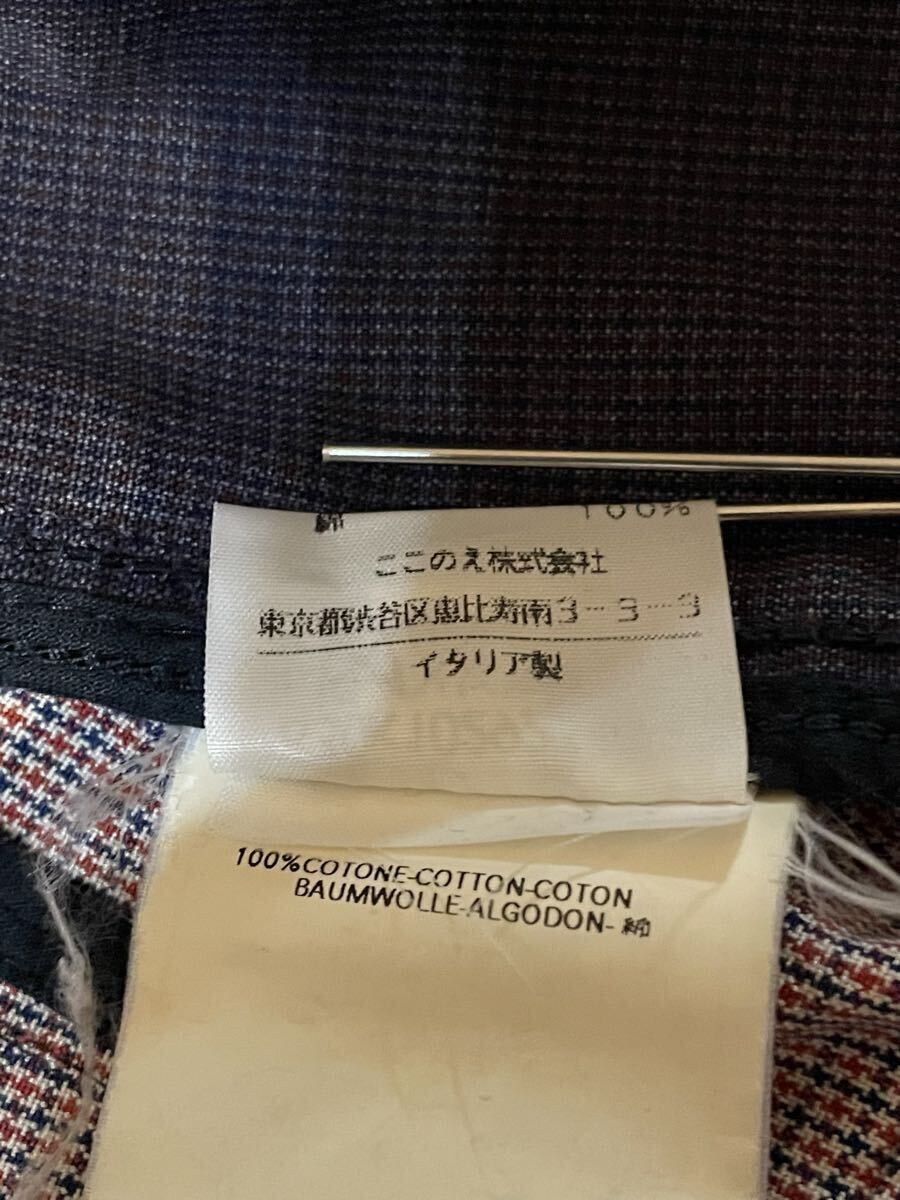 綿 100%
ここのえ株式会社
東京都渋谷区恵比寿南3-3-3
イタリア製
100%COTONE-COTTON-COTON
BAUMWOLLE-ALGODON-綿